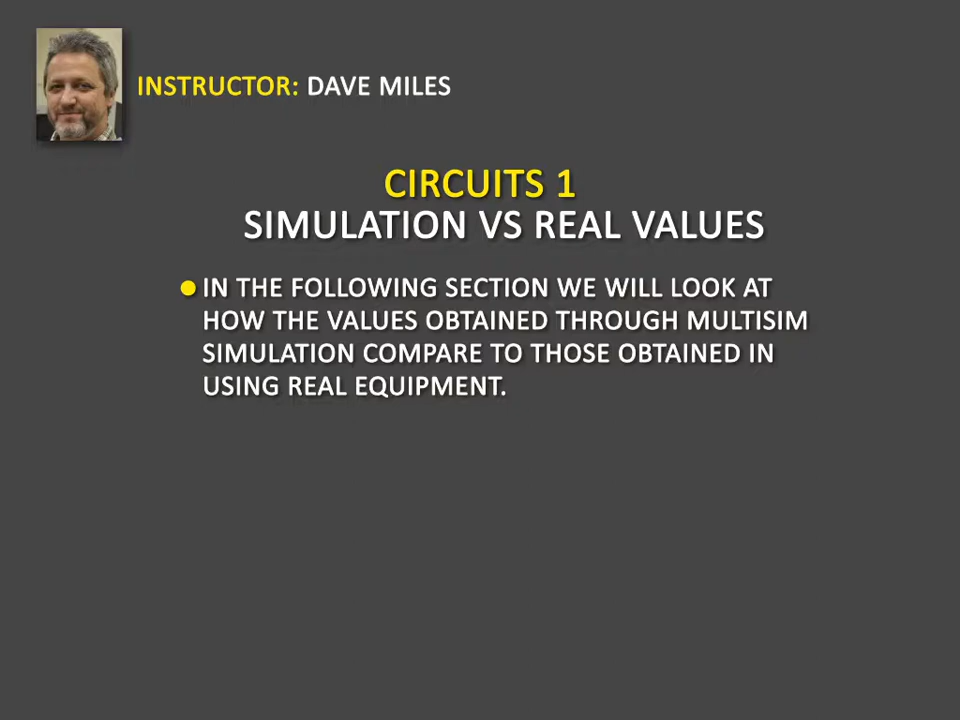 INSTRUCTOR: DAVE MILES
CIRCUITS 1
SIMULATION VS REAL VALUES
IN THE FOLLOWING SECTION WE WILL LOOK AT
HOW THE VALUES OBTAINED THROUGH MULTISIM
SIMULATION COMPARE TO THOSE OBTAINED IN
USING REAL EQUIPMENT.